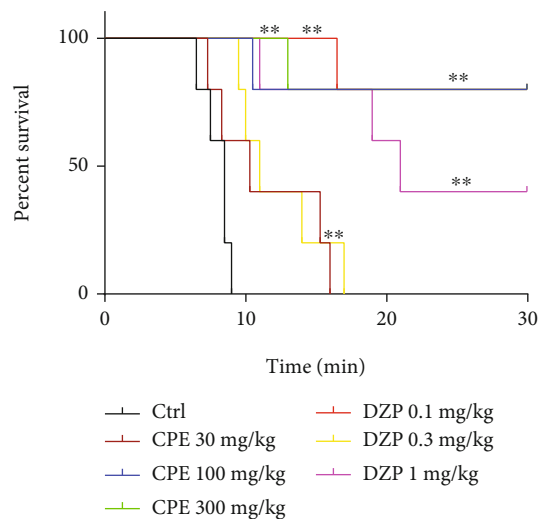 ** **
100
**
Percent survival
50
**
**
0
0 10 20 30
Time (min)
Ctrl DZP 0.1 mg/kg
CPE 30 mg/kg DZP 0.3 mg/kg
CPE 100 mg/kg DZP 1 mg/kg
CPE 300 mg/kg